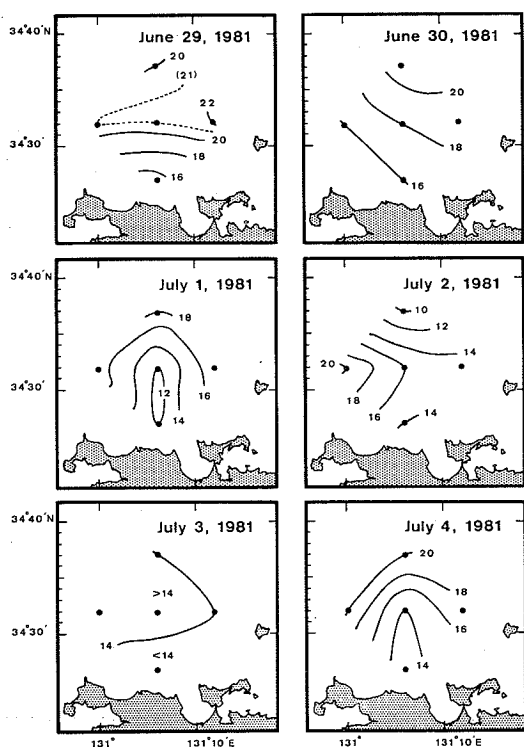 34°40'N
June 29, 1981
20
(21)
22
20
18
16
34°30'
June 30, 1981
20
18
16
34°40'N
July 1, 1981
18
16
12
14
34°30'
July 2, 1981
10
12
14
20
18
16
14
34°40'N
July 3, 1981
>14
14
<14
34°30'
July 4, 1981
20
18
16
14
131°
131°10'E
131°
131°10'E